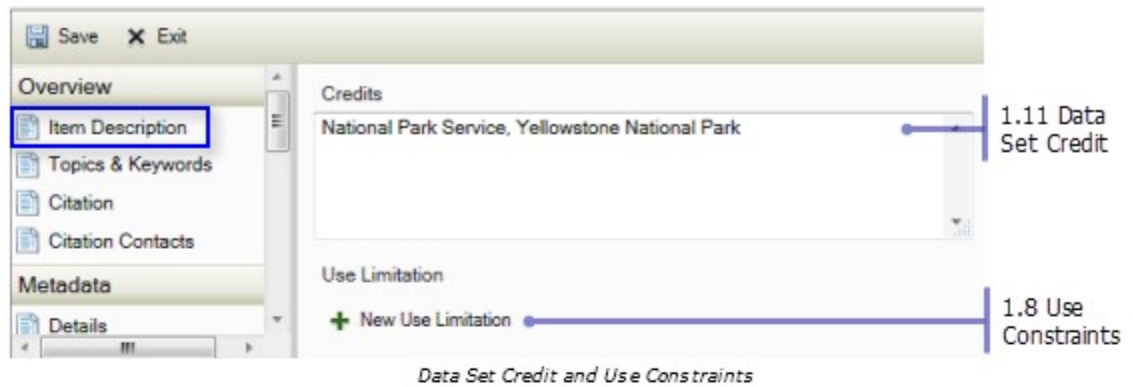 Save Exit
Overview
Item Description
Topics & Keywords
Citation
Citation Contacts
Metadata
Details
Credits
National Park Service, Yellowstone National Park
Use Limitation
New Use Limitation
1.11 Data
Set Credit
1.8 Use
Constraints
Data Set Credit and Use Constraints